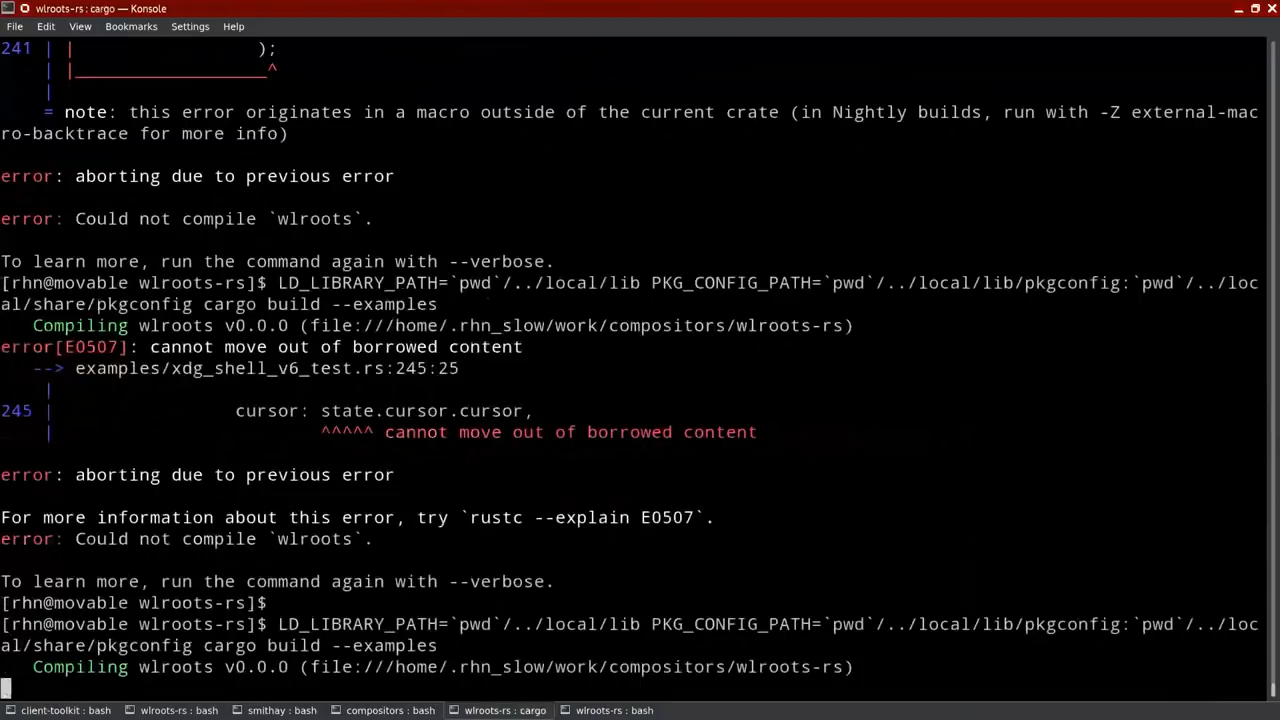 wlroots-rs : cargo — Konsole
File Edit View Bookmarks Settings Help
241 | | );
| |___________________^
|
= note: this error originates in a macro outside of the current crate (in Nightly builds, run with -Z external-mac
ro-backtrace for more info)
error: aborting due to previous error
error: Could not compile `wlroots`.
To learn more, run the command again with --verbose.
[rhn@movable wlroots-rs]$ LD_LIBRARY_PATH=`pwd`/../local/lib PKG_CONFIG_PATH=`pwd`/../local/lib/pkgconfig:`pwd`/../loc
al/share/pkgconfig cargo build --examples
Compiling wlroots v0.0.0 (file:///home/.rhn_slow/work/compositors/wlroots-rs)
error[E0507]: cannot move out of borrowed content
--> examples/xdg_shell_v6_test.rs:245:25
|
245 | cursor: state.cursor.cursor,
| ^^^^^ cannot move out of borrowed content
error: aborting due to previous error
For more information about this error, try `rustc --explain E0507`.
error: Could not compile `wlroots`.
To learn more, run the command again with --verbose.
[rhn@movable wlroots-rs]$
[rhn@movable wlroots-rs]$ LD_LIBRARY_PATH=`pwd`/../local/lib PKG_CONFIG_PATH=`pwd`/../local/lib/pkgconfig:`pwd`/../loc
al/share/pkgconfig cargo build --examples
Compiling wlroots v0.0.0 (file:///home/.rhn_slow/work/compositors/wlroots-rs)
client-toolkit : bash wlroots-rs : bash smithay : bash compositors : bash wlroots-rs : cargo wlroots-rs : bash